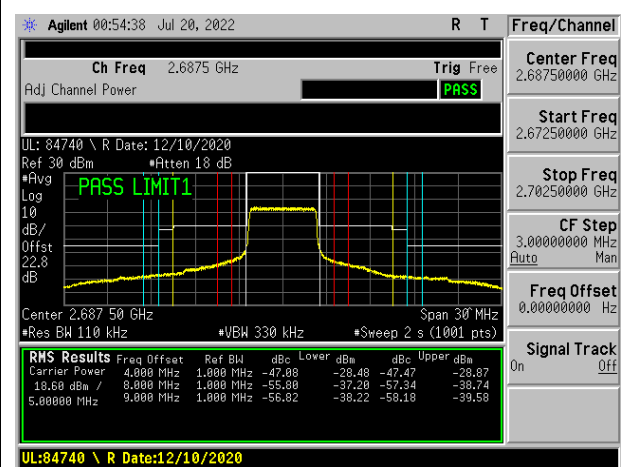 Agilent 00:54:38 Jul 20, 2022 R T
Freq/Channel
Ch Freq 2.6875 GHz Trig Free
Adj Channel Power PASS
UL: 84740 \ R Date: 12/10/2020
Ref 30 dBm #Atten 18 dB
#Avg
Log
10
dB/
Offst
22.8
dB
PASS LIMIT1
Center 2.687 50 GHz Span 30 MHz
#Res BW 110 kHz #VBW 330 kHz #Sweep 2 s (1001 pts)
RMS Results Freq Offset Ref BW dBc Lower dBm dBc Upper dBm
Carrier Power 4.000 MHz 1.000 MHz -47.08 -28.48 -47.47 -28.87
18.60 dBm / 8.000 MHz 1.000 MHz -55.80 -37.20 -57.34 -38.74
5.00000 MHz 9.000 MHz 1.000 MHz -56.82 -38.22 -58.18 -39.58
UL:84740 \ R Date:12/10/2020
Center Freq
2.68750000 GHz
Start Freq
2.67250000 GHz
Stop Freq
2.70250000 GHz
CF Step
3.00000000 MHz
Auto Man
Freq Offset
0.00000000 Hz
Signal Track
On Off